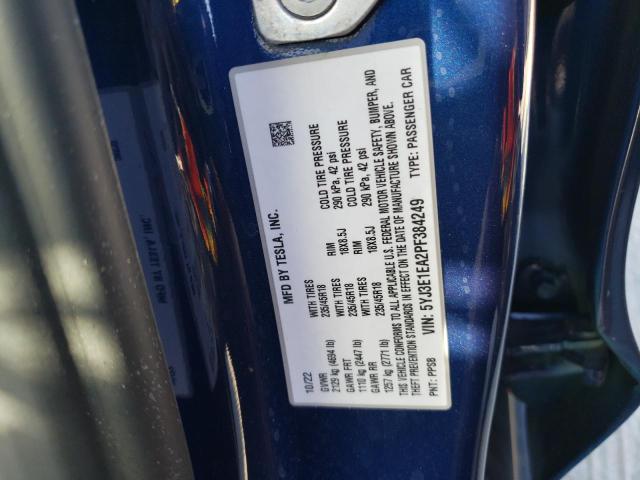 MFD BY TESLA, INC.
10/22
GVWR WITH TIRES RIM COLD TIRE PRESSURE
2129 kg (4694 lb) 235/45R18 18X8.5J 290 kPa, 42 psi
GAWR FRT WITH TIRES RIM COLD TIRE PRESSURE
1110 kg (2447 lb) 235/45R18 18X8.5J 290 kPa, 42 psi
GAWR RR
1257 kg (2771 lb)
THIS VEHICLE CONFORMS TO ALL APPLICABLE U.S. FEDERAL MOTOR VEHICLE SAFETY, BUMPER, AND
THEFT PREVENTION STANDARDS IN EFFECT ON THE DATE OF MANUFACTURE SHOWN ABOVE.
VIN: 5YJ3E1EA2PF384249 TYPE: PASSENGER CAR
PNT: PPSB